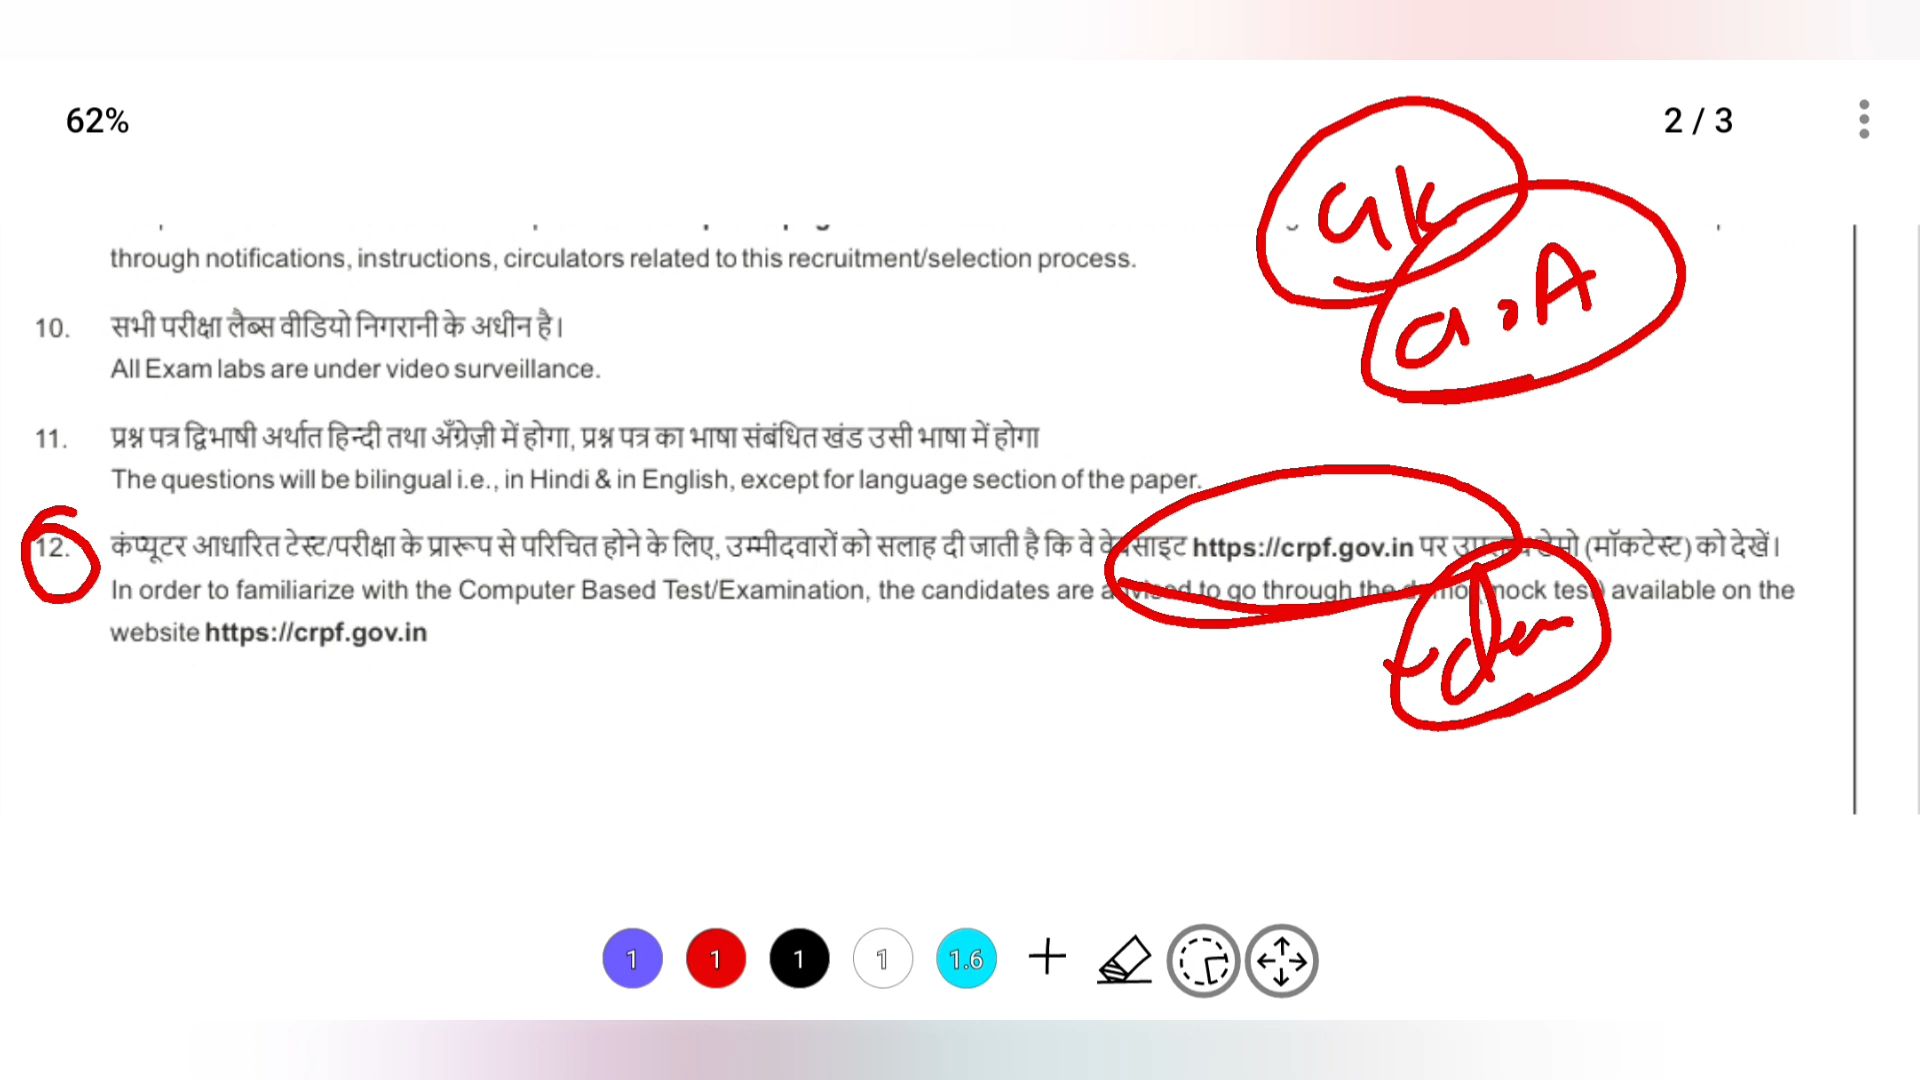 62%
2 / 3
GK
through notifications, instructions, circulators related to this recruitment/selection process.
G.A
10. सभी परीक्षा लैब्स वीडियो निगरानी के अधीन है।
All Exam labs are under video surveillance.
11. प्रश्न पत्र द्विभाषी अर्थात हिन्दी तथा अँग्रेज़ी में होगा, प्रश्न पत्र का भाषा संबंधित खंड उसी भाषा में होगा
The questions will be bilingual i.e., in Hindi & in English, except for language section of the paper.
12. कंप्यूटर आधारित टेस्ट/परीक्षा के प्रारूप से परिचित होने के लिए, उम्मीदवारों को सलाह दी जाती है कि वे वेबसाइट https://crpf.gov.in पर उपलब्ध डेमो (मॉकटेस्ट) को देखें।
In order to familiarize with the Computer Based Test/Examination, the candidates are advised to go through the demo (mock test) available on the
website https://crpf.gov.in
1 1 1 1 1.6